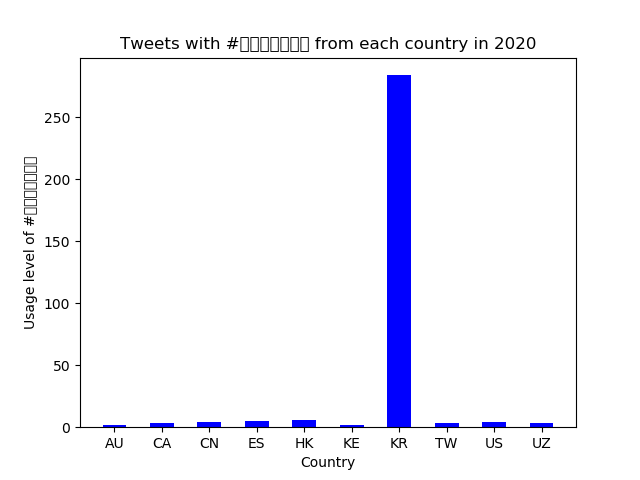 Tweets with #▯▯▯▯▯▯▯ from each country in 2020
Usage level of #▯▯▯▯▯▯▯
250
200
150
100
50
0
AU CA CN ES HK KE KR TW US UZ
Country